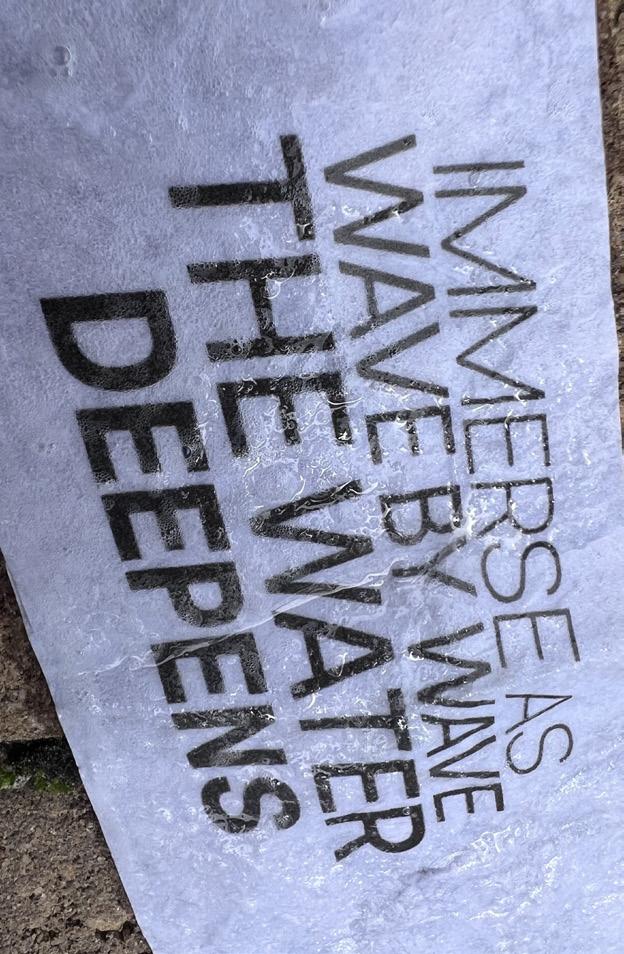 IMMERSE AS
WAVE BY WAVE
THE WATER
DEEPENS